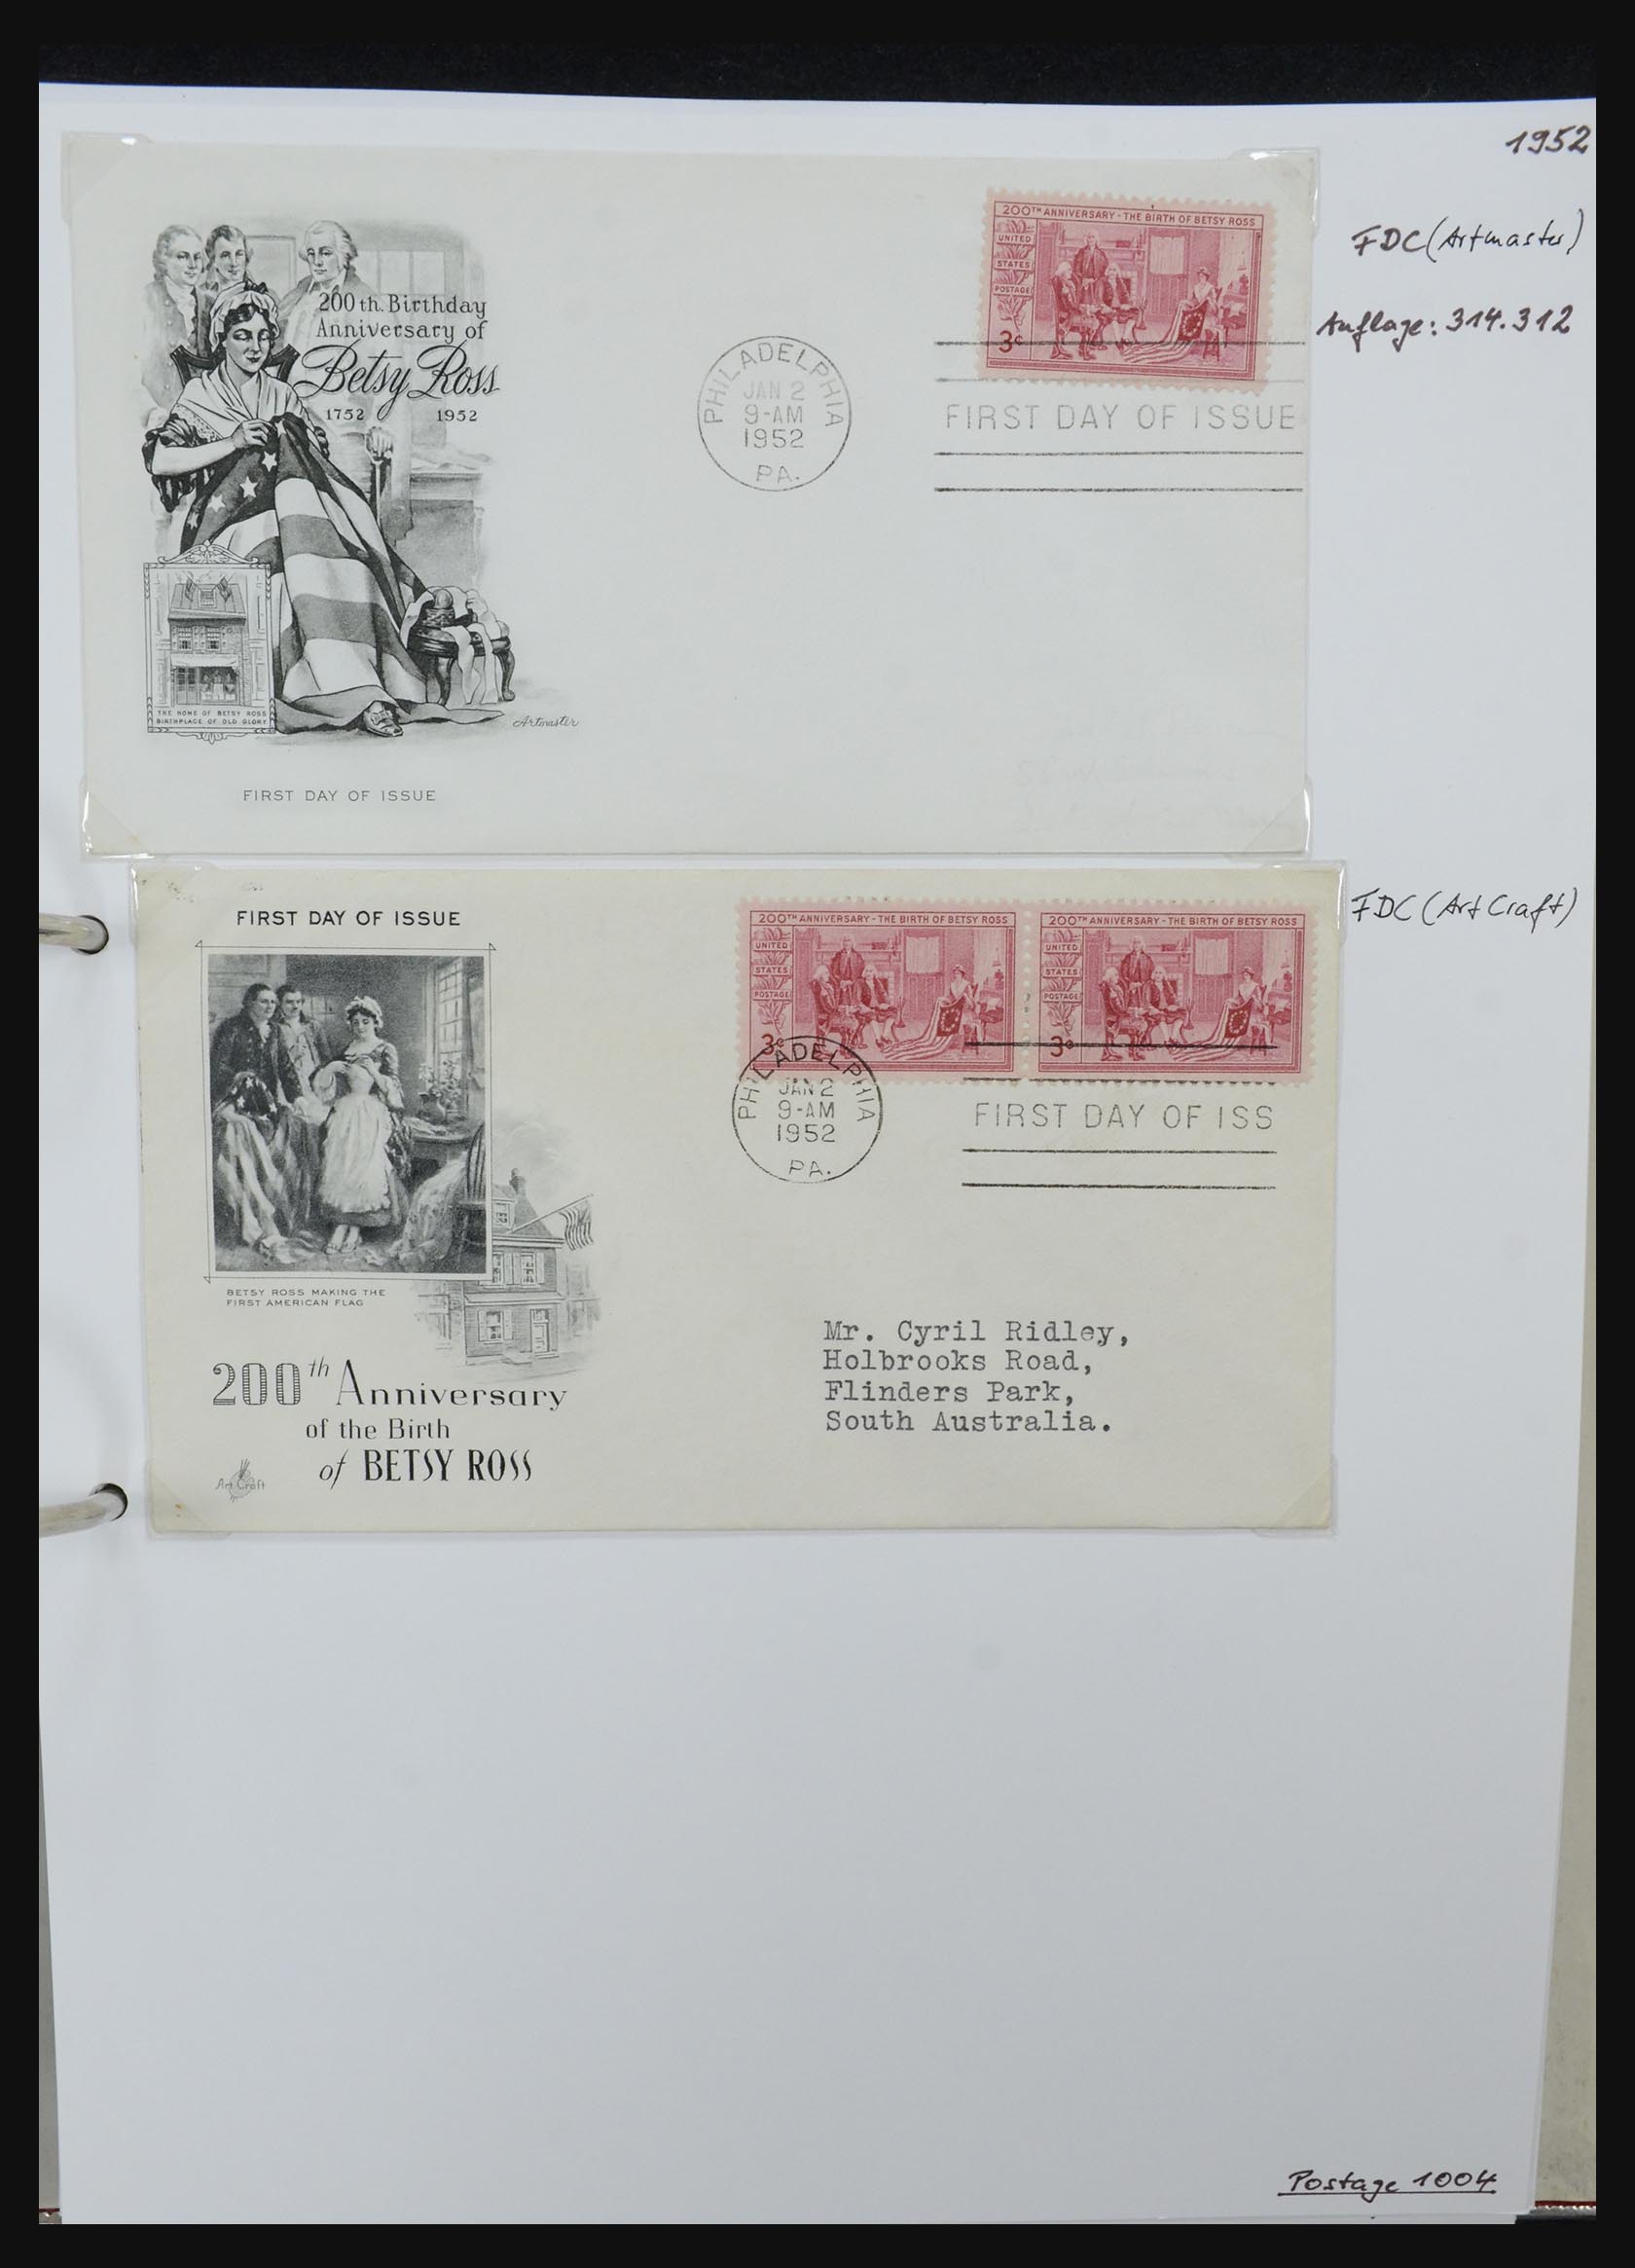 1952
FDC (Artmaster)
Auflage: 314.312
200TH ANNIVERSARY - THE BIRTH OF BETSY ROSS
UNITED
STATES
POSTAGE
3¢
200th. Birthday
Anniversary of
Betsy Ross
1752 1952
PHILADELPHIA
JAN 2
9-AM
1952
PA.
FIRST DAY OF ISSUE
THE HOME OF BETSY ROSS
BIRTHPLACE OF OLD GLORY
Artmaster
FIRST DAY OF ISSUE
FDC (Art Craft)
FIRST DAY OF ISSUE
200TH ANNIVERSARY - THE BIRTH OF BETSY ROSS
UNITED
STATES
POSTAGE
3¢
200TH ANNIVERSARY - THE BIRTH OF BETSY ROSS
UNITED
STATES
POSTAGE
3¢
PHILADELPHIA
JAN 2
9-AM
1952
PA.
FIRST DAY OF ISS
BETSY ROSS MAKING THE
FIRST AMERICAN FLAG
Mr. Cyril Ridley,
Holbrooks Road,
Flinders Park,
South Australia.
200th Anniversary
of the Birth
of BETSY ROSS
Art Craft
Postage 1004